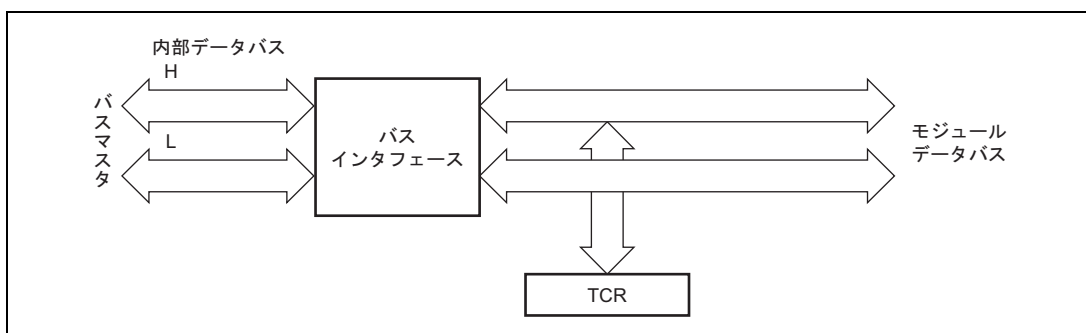 内部データバス
H
バスマスタ
L
バス
インタフェース
モジュール
データバス
TCR